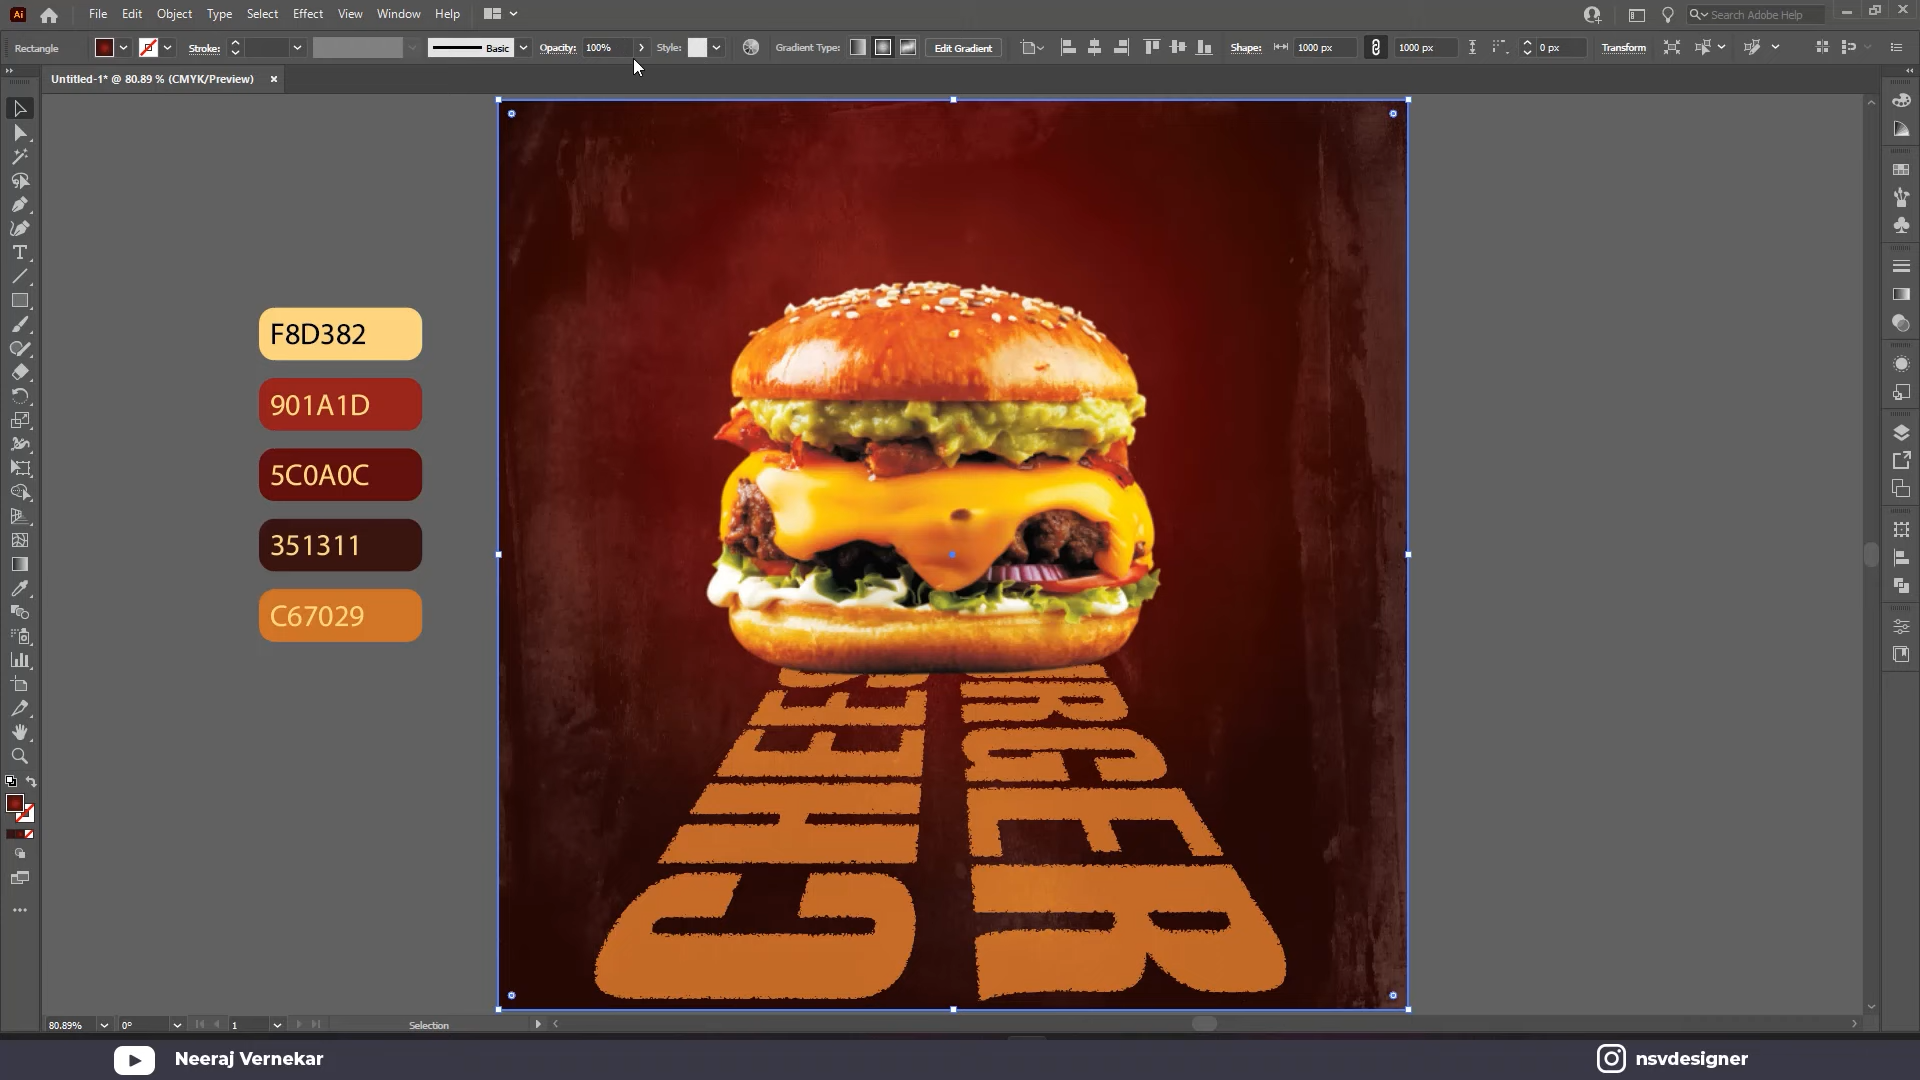 Ai
File Edit Object Type Select Effect View Window Help
Search Adobe Help
Rectangle
Stroke:
Basic
Opacity: 100%
Style:
Gradient Type:
Edit Gradient
Shape: 1000 px 1000 px 0 px
Transform
Untitled-1* @ 80.89 % (CMYK/Preview) ×
F8D382
901A1D
5C0A0C
351311
C67029
CHEE
RGER
80.89% 0° 1 Selection
Neeraj Vernekar
nsvdesigner